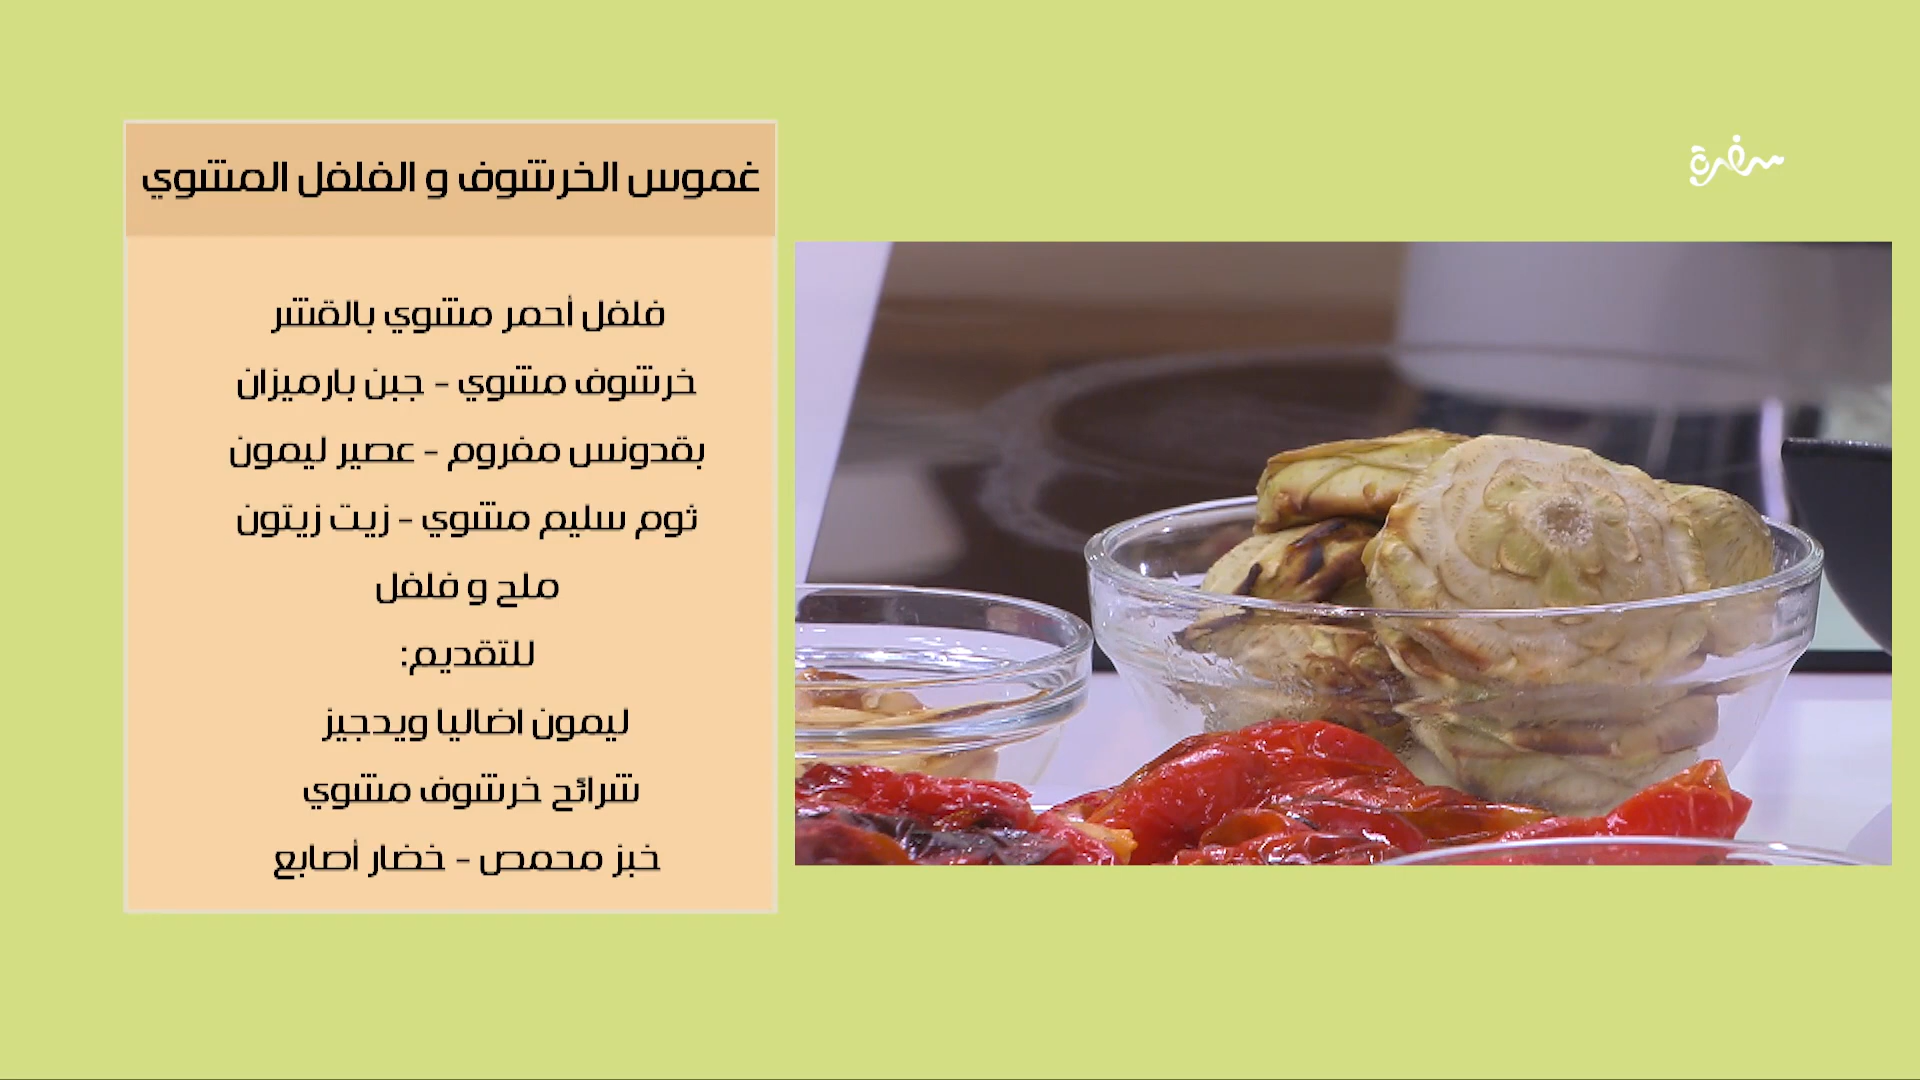 غموس الخرشوف و الفلفل المشوي
سفرة
فلفل أحمر مشوي بالقشر
خرشوف مشوي - جبن بارميزان
بقدونس مفروم - عصير ليمون
ثوم سليم مشوي - زيت زيتون
ملح و فلفل
للتقديم:
ليمون اضاليا ويدجيز
شرائح خرشوف مشوي
خبز محمص - خضار أصابع